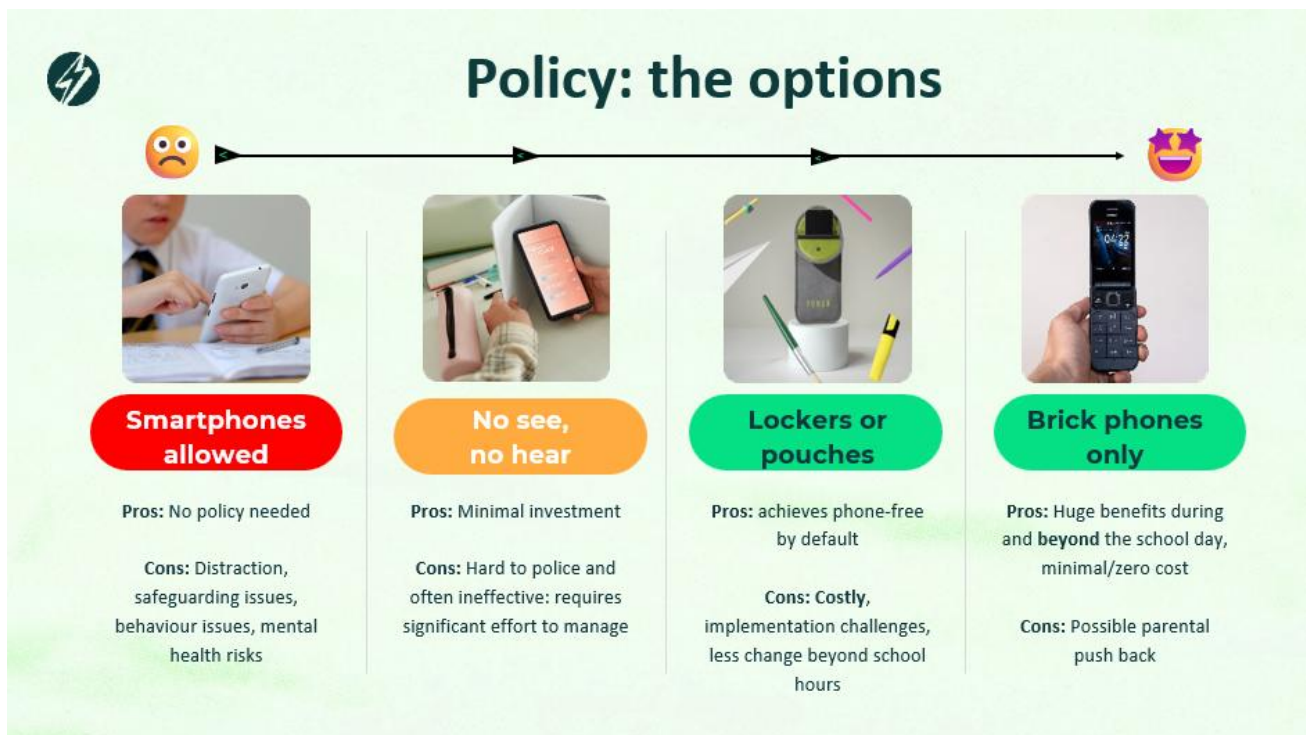 Policy: the options
Smartphones
allowed
Pros: No policy needed
Cons: Distraction,
safeguarding issues,
behaviour issues, mental
health risks
No see,
no hear
Pros: Minimal investment
Cons: Hard to police and
often ineffective: requires
significant effort to manage
Lockers or
pouches
Pros: achieves phone-free
by default
Cons: Costly,
implementation challenges,
less change beyond school
hours
04:27
Brick phones
only
Pros: Huge benefits during
and beyond the school day,
minimal/zero cost
Cons: Possible parental
push back